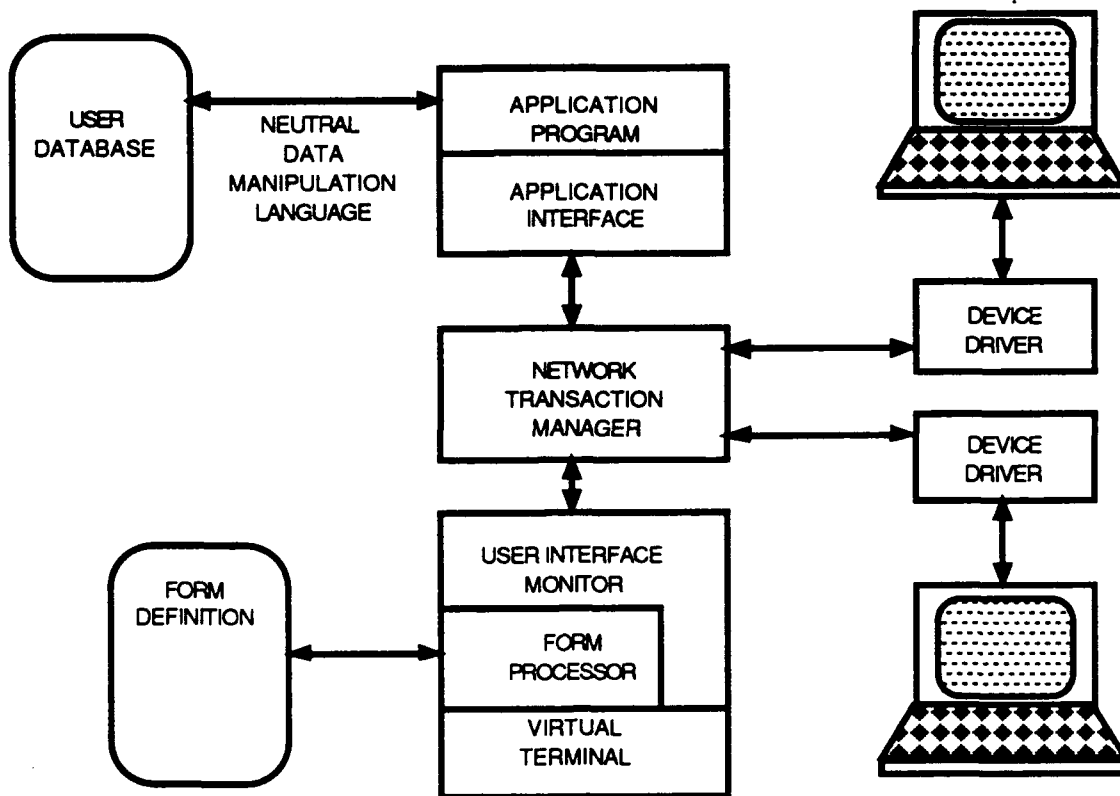 USER
DATABASE
NEUTRAL
DATA
MANIPULATION
LANGUAGE
APPLICATION
PROGRAM
APPLICATION
INTERFACE
DEVICE
DRIVER
NETWORK
TRANSACTION
MANAGER
DEVICE
DRIVER
USER INTERFACE
MONITOR
FORM
DEFINITION
FORM
PROCESSOR
VIRTUAL
TERMINAL